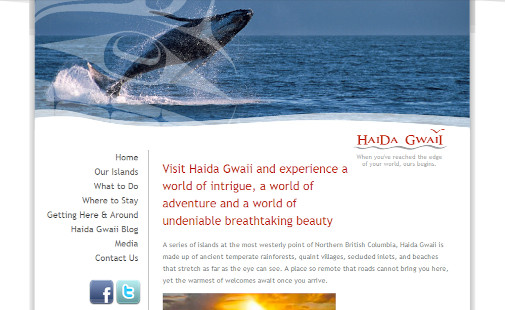 HAIDA GWAII
When you've reached the edge
of your world, ours begins.
Home
Our Islands
What to Do
Where to Stay
Getting Here & Around
Haida Gwaii Blog
Media
Contact Us
Visit Haida Gwaii and experience a
world of intrigue, a world of
adventure and a world of
undeniable breathtaking beauty
A series of islands at the most westerly point of Northern British Columbia, Haida Gwaii is
made up of ancient temperate rainforests, quaint villages, secluded inlets, and beaches
that stretch as far as the eye can see. A place so remote that roads cannot bring you here,
yet the warmest of welcomes await once you arrive.